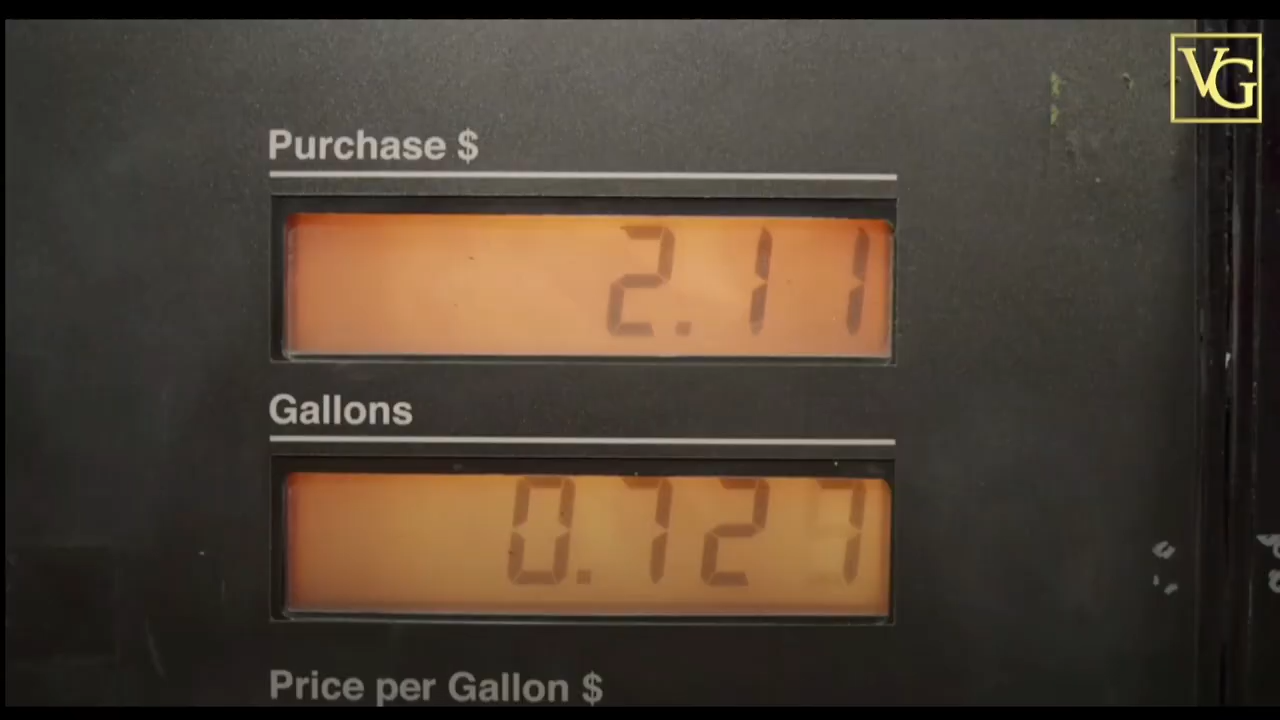 VG
Purchase $
2.11
Gallons
0.727
Price per Gallon $